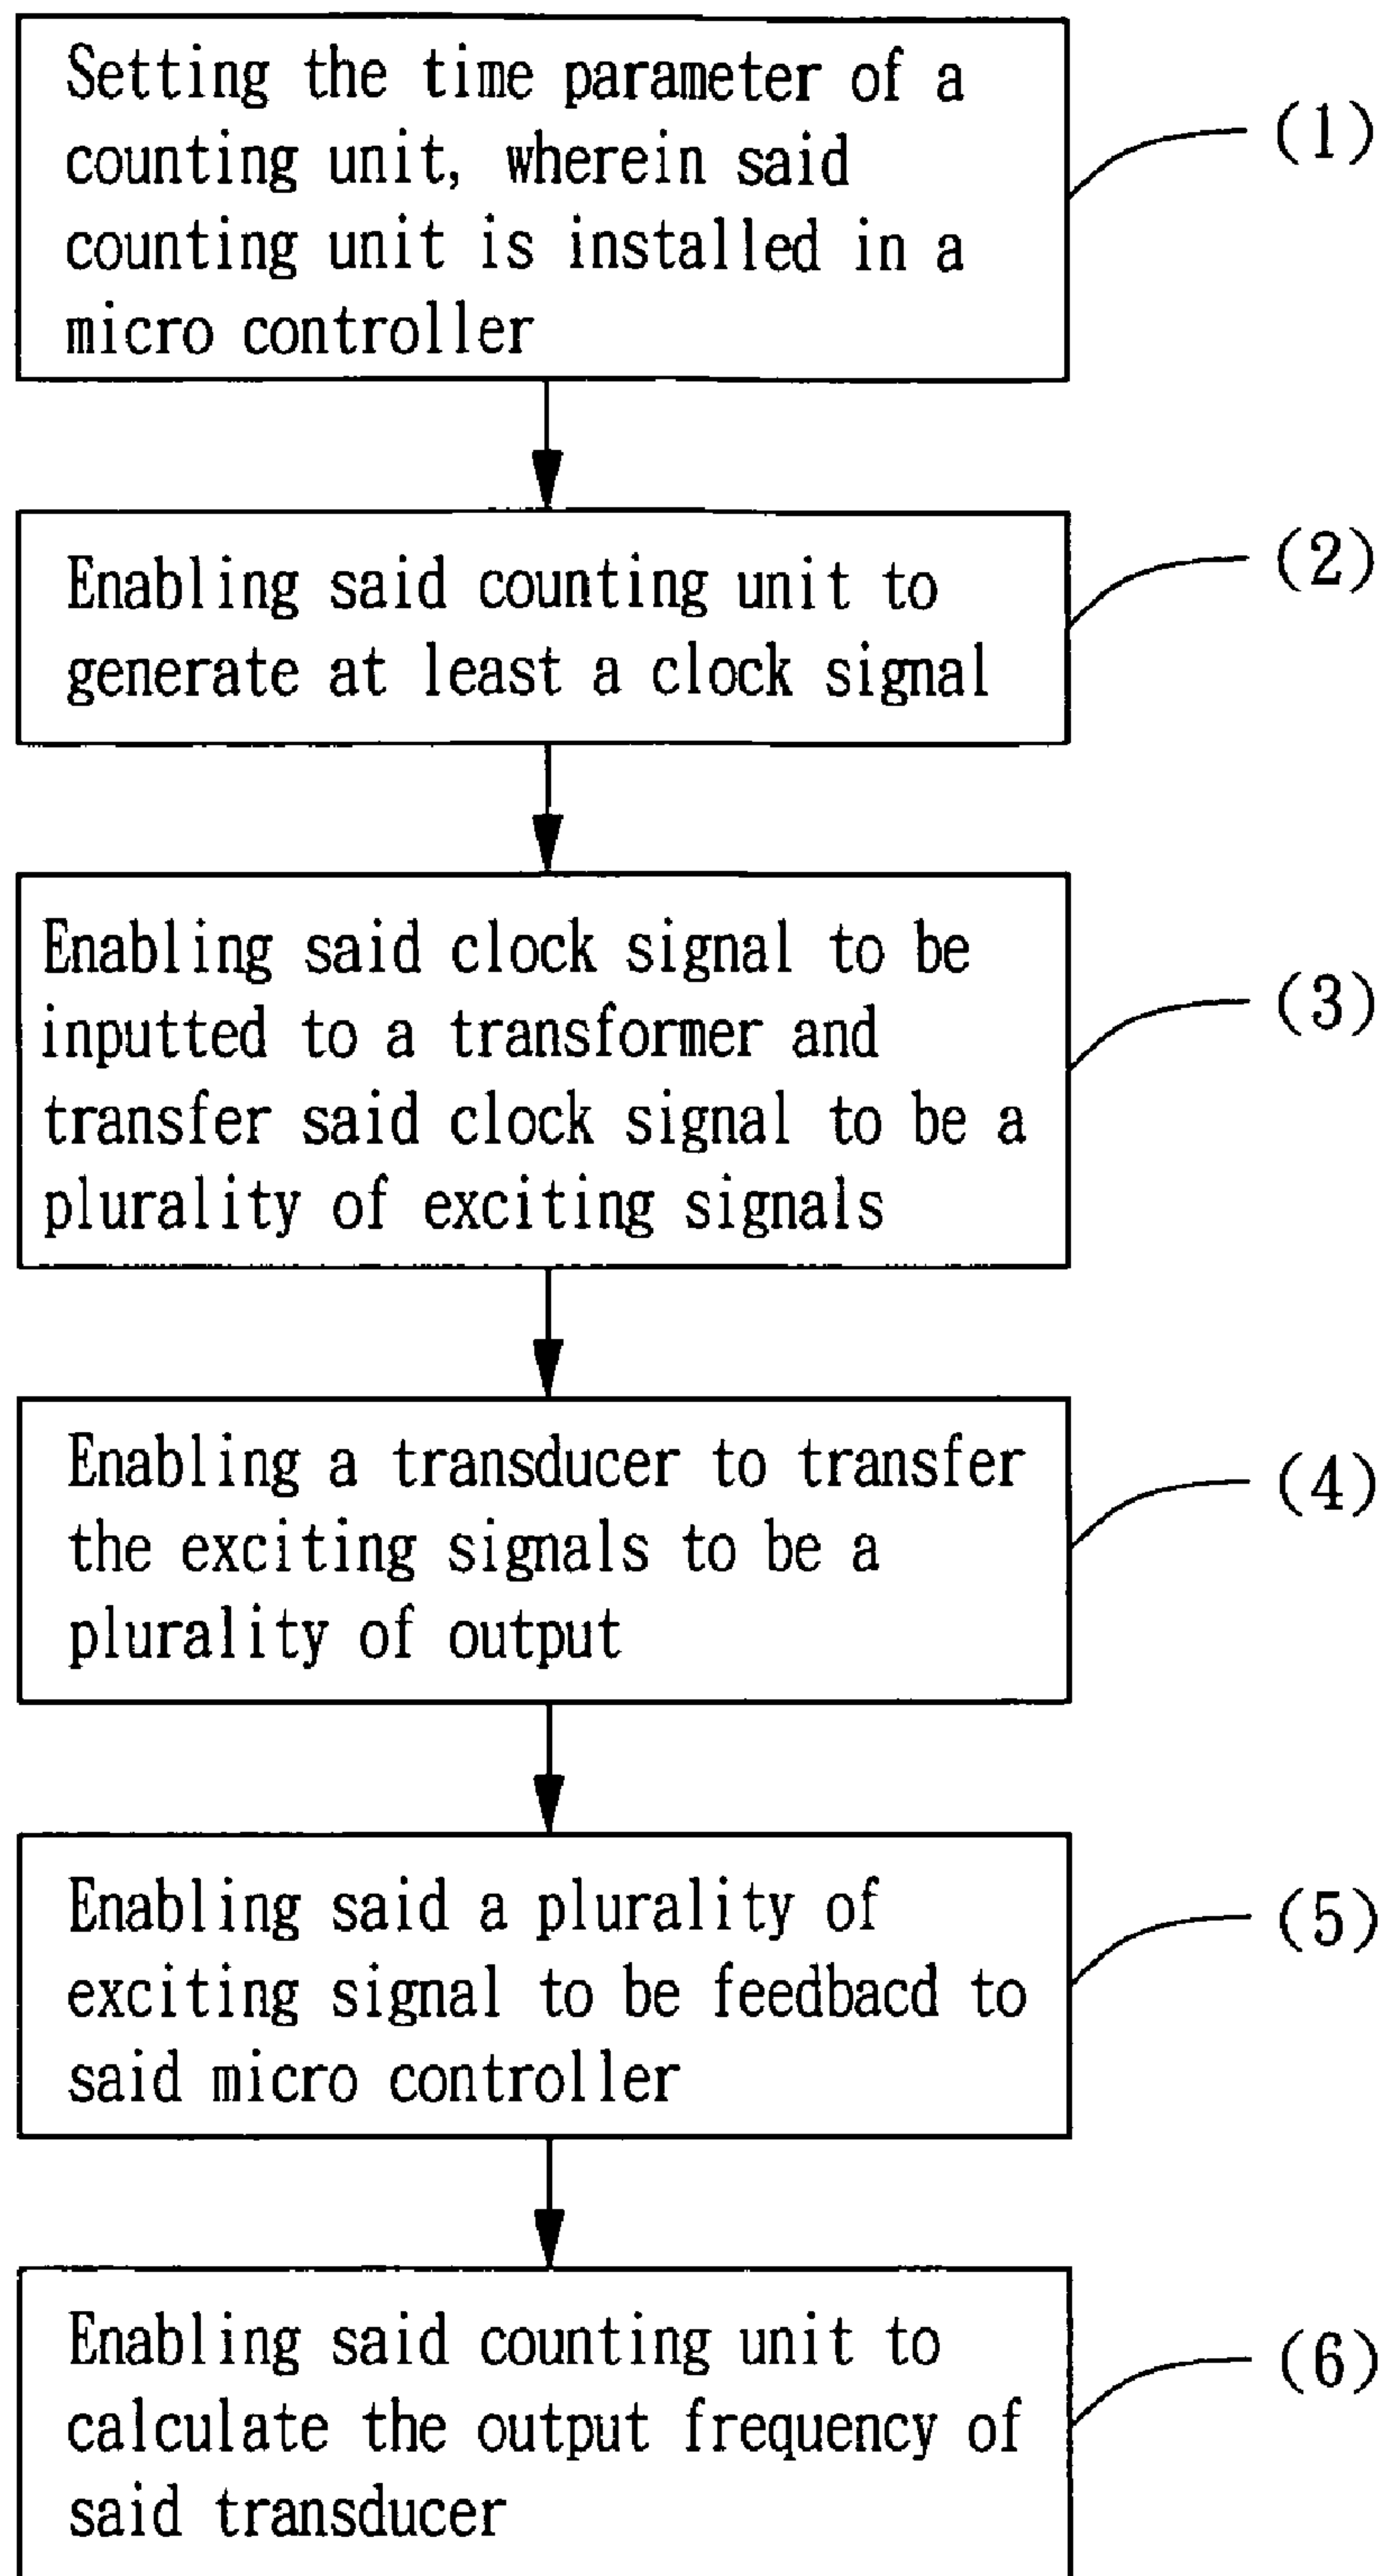 Setting the time parameter of a
counting unit, wherein said
counting unit is installed in a
micro controller
(1)
Enabling said counting unit to
generate at least a clock signal
(2)
Enabling said clock signal to be
inputted to a transformer and
transfer said clock signal to be a
plurality of exciting signals
(3)
Enabling a transducer to transfer
the exciting signals to be a
plurality of output
(4)
Enabling said a plurality of
exciting signal to be feedbacd to
said micro controller
(5)
Enabling said counting unit to
calculate the output frequency of
said transducer
(6)